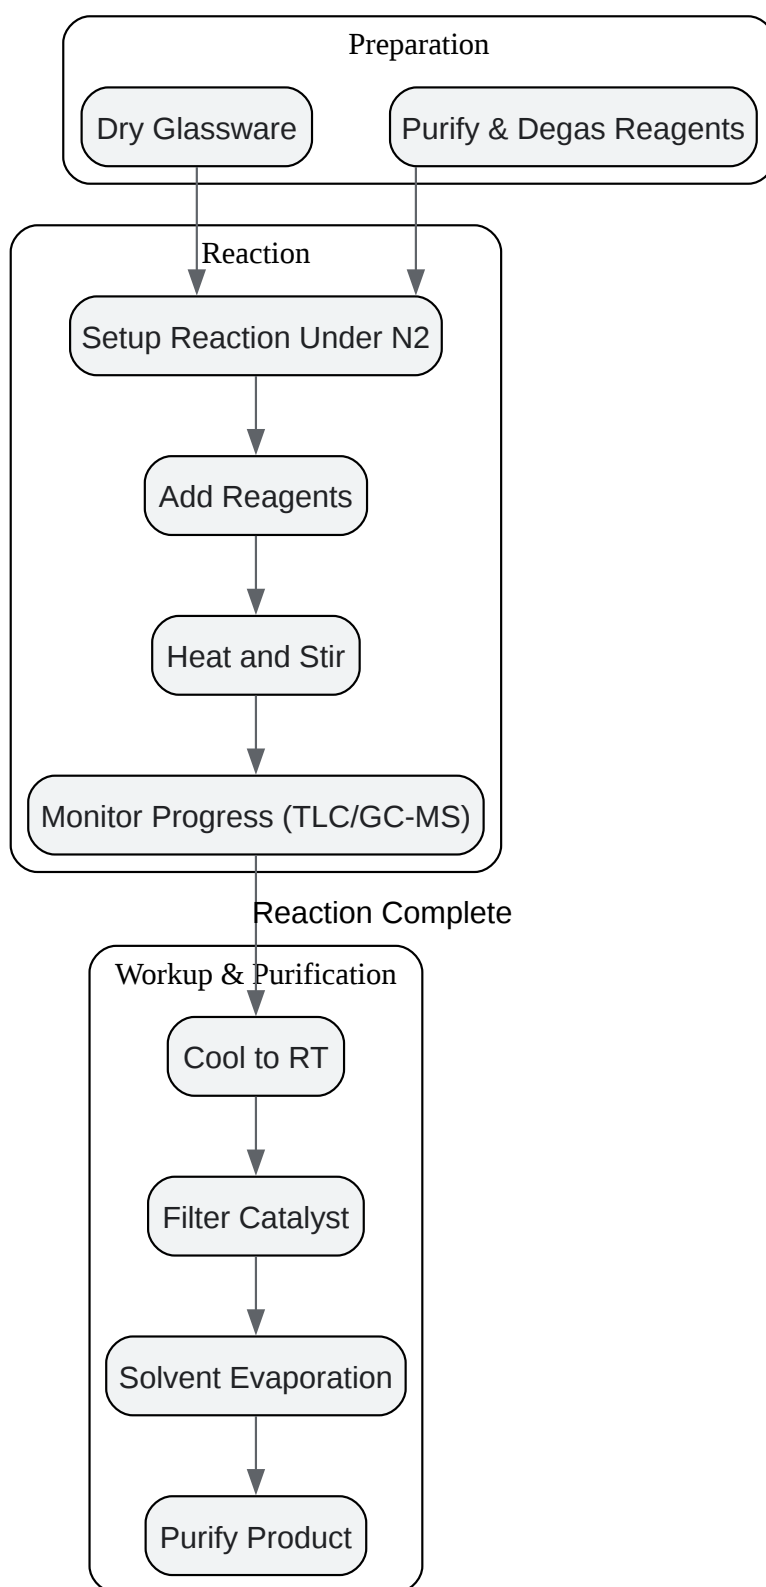 Preparation
Dry Glassware
Purify & Degas Reagents
Reaction
Setup Reaction Under N2
Add Reagents
Heat and Stir
Monitor Progress (TLC/GC-MS)
Reaction Complete
Workup & Purification
Cool to RT
Filter Catalyst
Solvent Evaporation
Purify Product